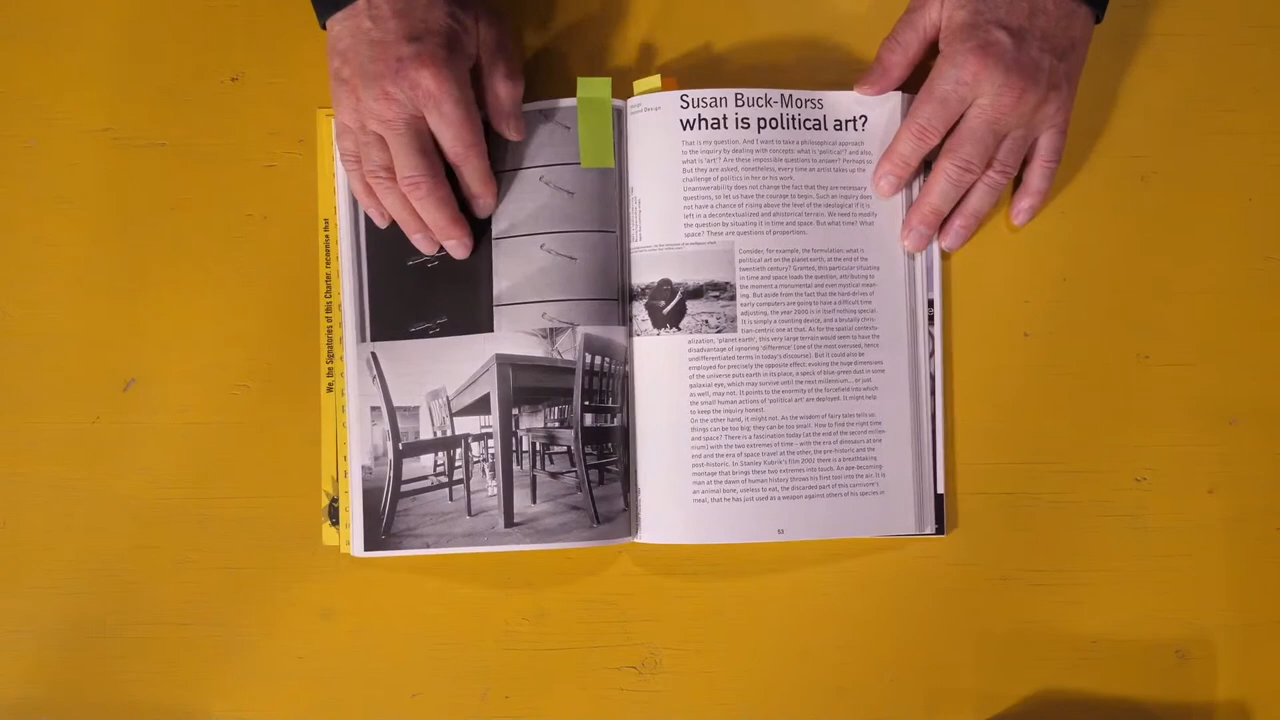 We, the Signatories of this Charter, recognise that
Susan Buck-Morss
what is political art?
That is my question. And I want to take a philosophical approach
to the inquiry by dealing with concepts: what is 'political'? and also,
what is 'art'? Are these impossible questions to answer? Perhaps so.
But they are asked, nonetheless, every time an artist takes up the
challenge of politics in her or his work.
Unanswerability does not change the fact that they are necessary
questions, so let us have the courage to begin. Such an inquiry does
not have a chance of rising above the level of the ideological if it is
left in a decontextualized and ahistorical terrain. We need to modify
the question by situating it in time and space. But what time? What
space? These are questions of proportions.
Consider, for example, the formulation: what is
political art on the planet earth, at the end of the
twentieth century? Granted, this particular situating
in time and space leads the question, attributing to
the moment a monumental and even mystical mean-
ing. But aside from the fact that the hard-drives of
early computers are going to have a difficult time
adjusting, the year 2000 is in itself nothing special.
It is simply a counting device, and a brutally chris-
tian-centric one at that. As for the spatial contextu-
alization, 'planet earth', this very large terrain would seem to have the
disadvantage of ignoring 'difference' (one of the most overused, hence
undifferentiated terms in today's discourse). But it could also be
employed for precisely the opposite effect: evoking the huge dimensions
of the universe puts earth in its place, a speck of blue-green dust in some
galaxial eye, which may survive until the next millennium... or just
as well, may not. It points to the enormity of the forcefield into which
the small human actions of 'political art' are deployed. It might help
to keep the inquiry honest.
On the other hand, it might not. As the wisdom of fairy tales tells us:
things can be too big; they can be too small. How to find the right time
and space? There is a fascination today (at the end of the second millen-
nium) with the two extremes of time - with the era of dinosaurs at one
end and the era of space travel at the other, the pre-historic and the
post-historic. In Stanley Kubrik's film 2001 there is a breathtaking
montage that brings these two extremes into touch. An ape-becoming-
man at the dawn of human history throws his first tool into the air. It is
an animal bone, useless to eat, the discarded part of this carnivore's
meal, that he has just used as a weapon against others of his species in
53